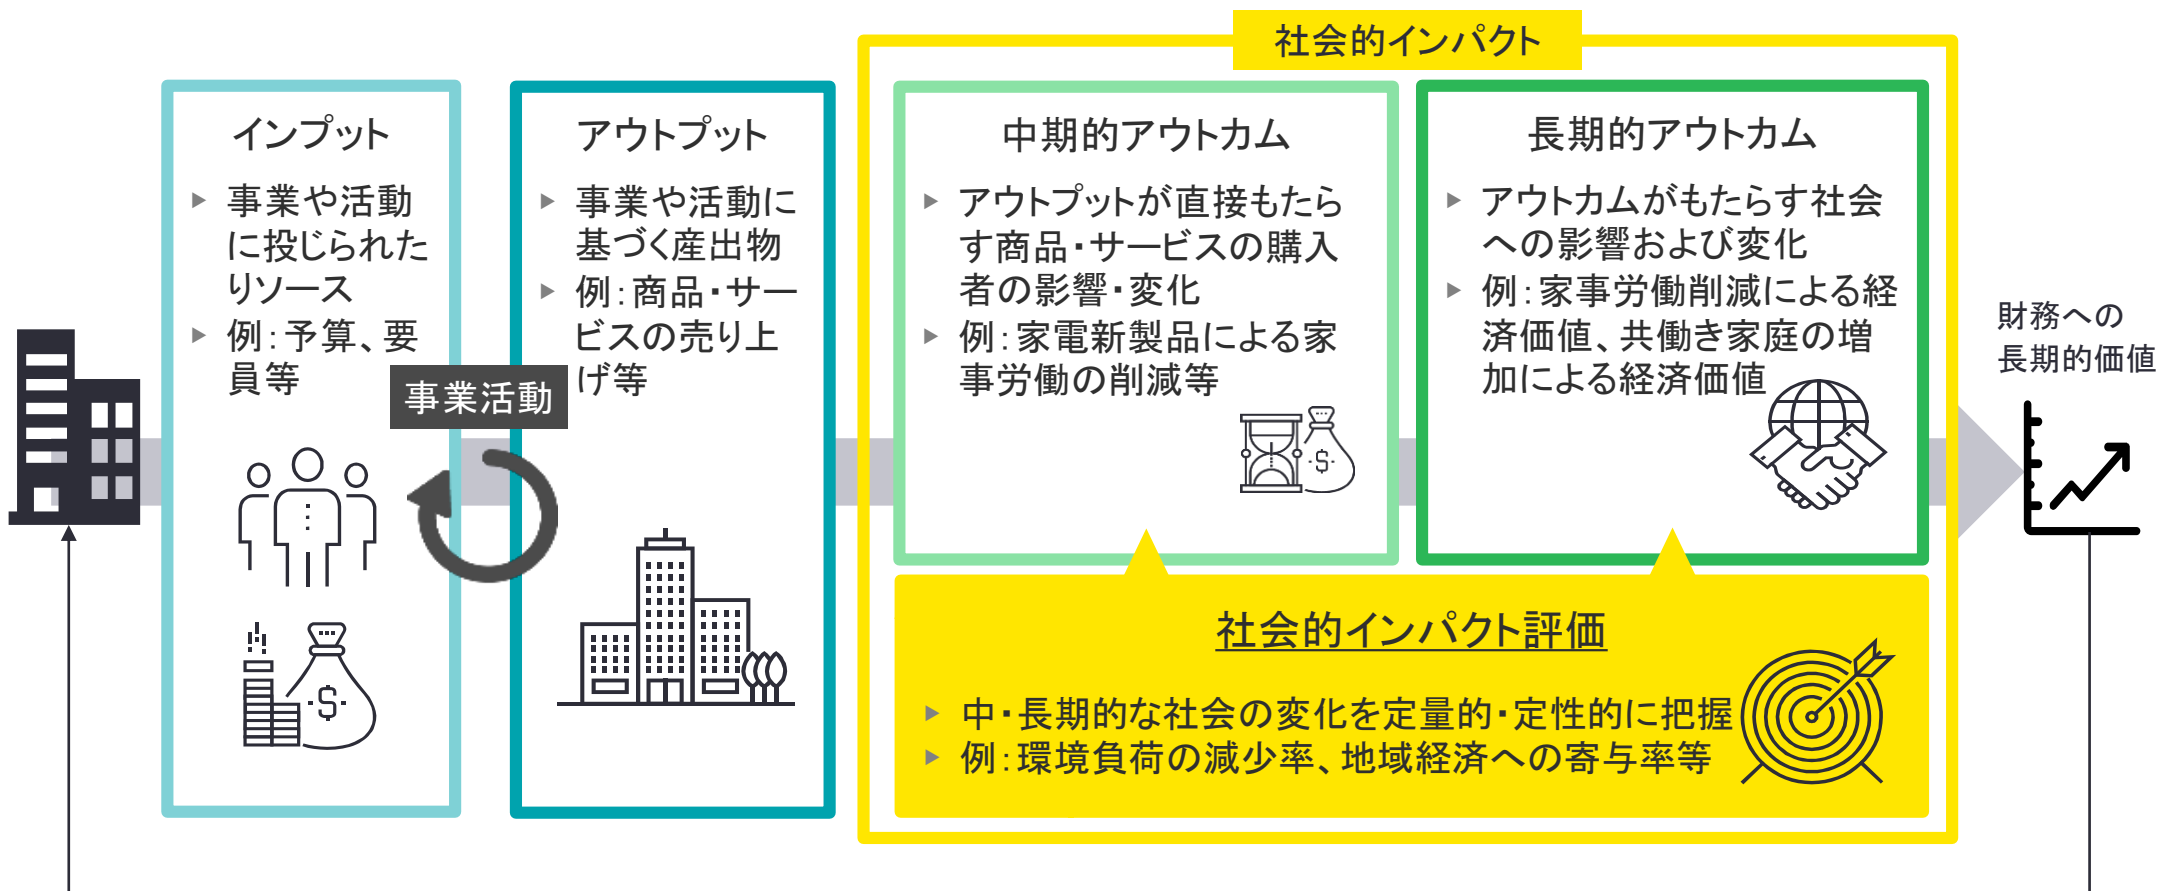 社会的インパクト
インプット
事業や活動
に投じられた
リソース
例：予算、要
員等
事業活動
アウトプット
事業や活動に
基づく産出物
例：商品・サー
ビスの売り上
げ等
中期的アウトカム
アウトプットが直接もたら
す商品・サービスの購入
者の影響・変化
例：家電新製品による家
事労働の削減等
長期的アウトカム
アウトカムがもたらす社会
への影響および変化
例：家事労働削減による経
済価値、共働き家庭の増
加による経済価値
社会的インパクト評価
中・長期的な社会の変化を定量的・定性的に把握
例：環境負荷の減少率、地域経済への寄与率等
財務への
長期的価値